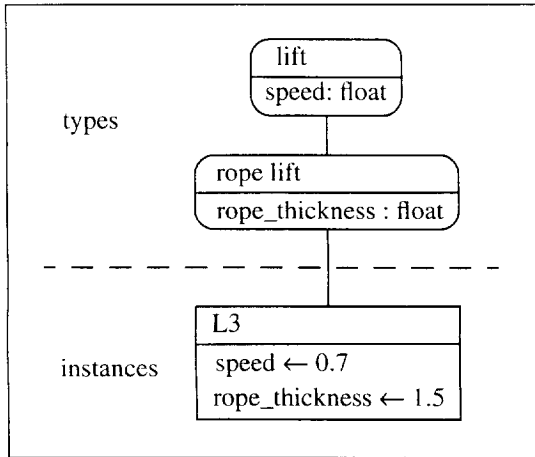 lift
speed: float
types
rope lift
rope_thickness : float
L3
instances
speed ← 0.7
rope_thickness ← 1.5